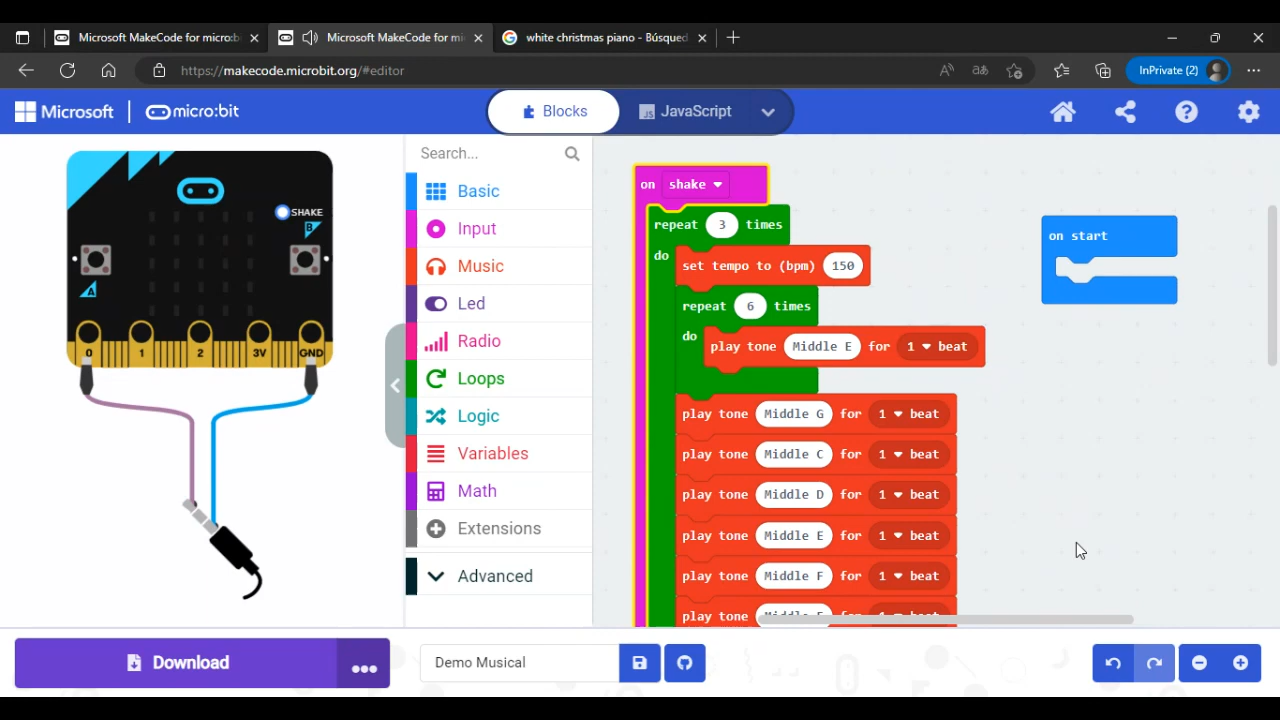 Microsoft MakeCode for micro:b
Microsoft MakeCode for mi
white christmas piano - Búsqued
https://makecode.microbit.org/#editor
InPrivate (2)
Microsoft
micro:bit
Blocks
JS
JavaScript
Search...
Basic
Input
Music
Led
Radio
Loops
Logic
Variables
Math
Extensions
Advanced
SHAKE
B
A
0 1 2 3V GND
on shake
repeat 3 times
do
set tempo to (bpm) 150
repeat 6 times
do
play tone Middle E for 1 beat
play tone Middle G for 1 beat
play tone Middle C for 1 beat
play tone Middle D for 1 beat
play tone Middle E for 1 beat
play tone Middle F for 1 beat
play tone
on start
Download
Demo Musical